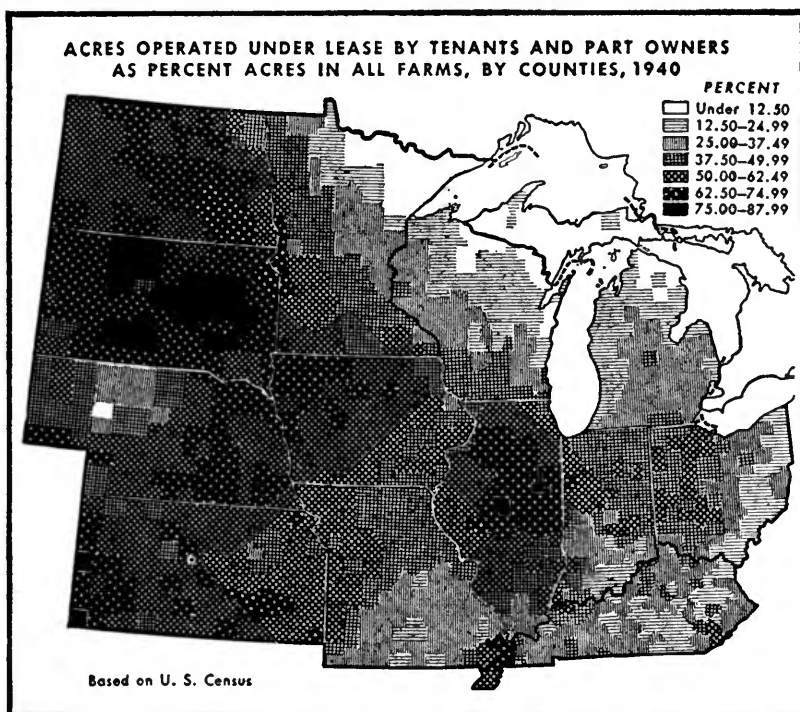 ACRES OPERATED UNDER LEASE BY TENANTS AND PART OWNERS
AS PERCENT ACRES IN ALL FARMS, BY COUNTIES, 1940
PERCENT
Under 12.50
12.50–24.99
25.00–37.49
37.50–49.99
50.00–62.49
62.50–74.99
75.00–87.99
Based on U. S. Census